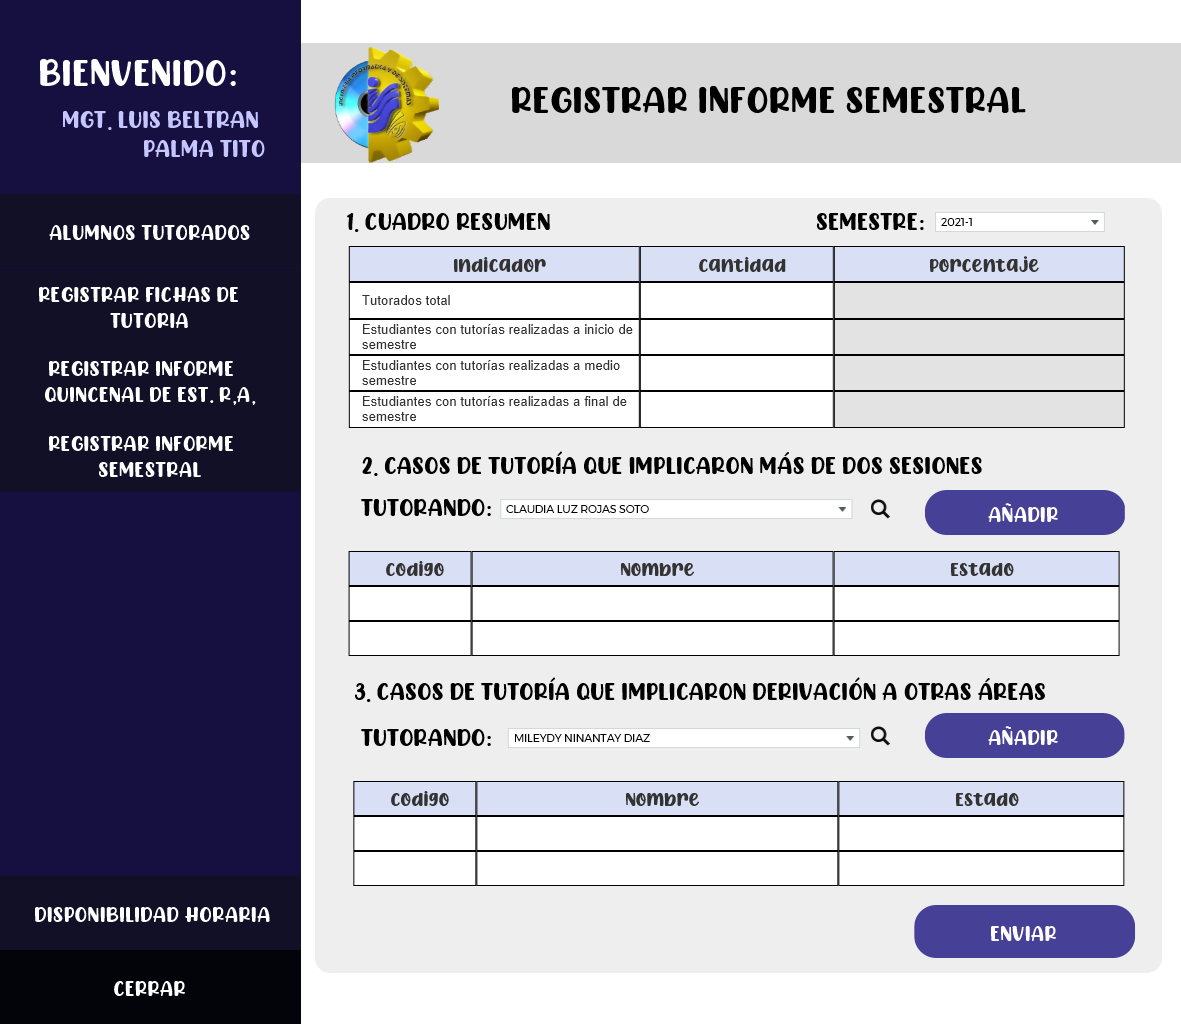 BIENVENIDO:
MGT. LUIS BELTRAN
PALMA TITO
ALUMNOS TUTORADOS
REGISTRAR FICHAS DE
TUTORIA
REGISTRAR INFORME
QUINCENAL DE EST. R.A.
REGISTRAR INFORME
SEMESTRAL
DISPONIBILIDAD HORARIA
CERRAR
REGISTRAR INFORME SEMESTRAL
1. CUADRO RESUMEN
SEMESTRE: 2021-1
Indicador Cantidad Porcentaje
Tutorados total
Estudiantes con tutorías realizadas a inicio de
semestre
Estudiantes con tutorías realizadas a medio
semestre
Estudiantes con tutorías realizadas a final de
semestre
2. CASOS DE TUTORÍA QUE IMPLICARON MÁS DE DOS SESIONES
TUTORANDO: CLAUDIA LUZ ROJAS SOTO AÑADIR
Codigo Nombre Estado
3. CASOS DE TUTORÍA QUE IMPLICARON DERIVACIÓN A OTRAS ÁREAS
TUTORANDO: MILEYDY NINANTAY DIAZ AÑADIR
Codigo Nombre Estado
ENVIAR